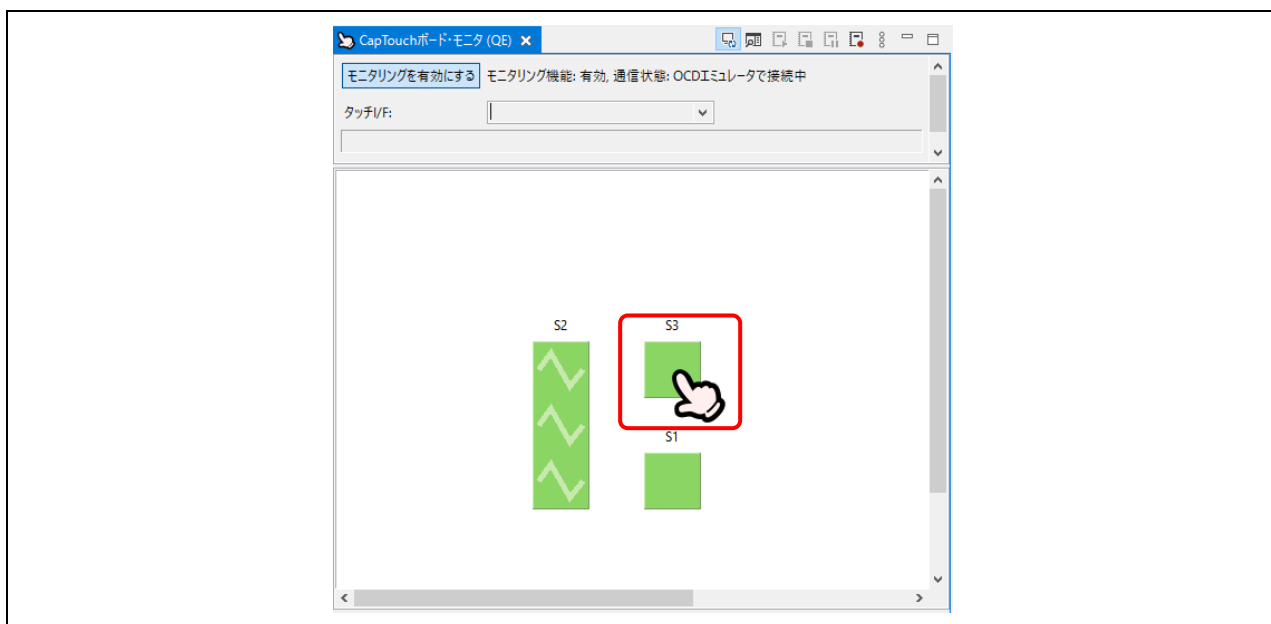 CapTouchボード・モニタ (QE)
モニタリングを有効にする モニタリング機能: 有効, 通信状態: OCDエミュレータで接続中
タッチI/F:
S2 S3
S1